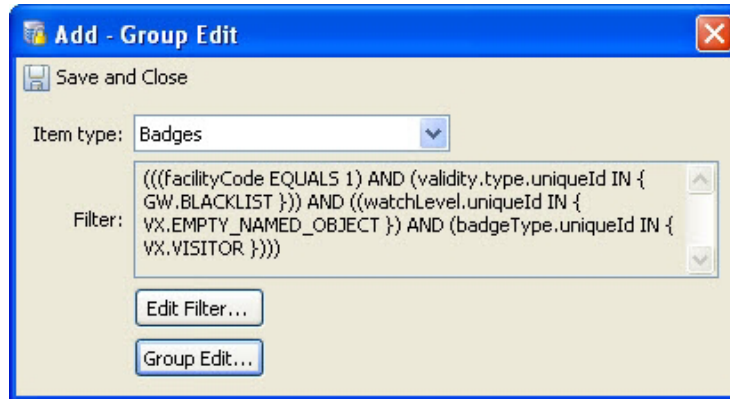 Add - Group Edit
Save and Close
Item type: Badges
Filter:
(((facilityCode EQUALS 1) AND (validity.type.uniqueId IN {
GW.BLACKLIST })) AND ((watchLevel.uniqueId IN {
VX.EMPTY_NAMED_OBJECT }) AND (badgeType.uniqueId IN {
VX.VISITOR })))
Edit Filter...
Group Edit...